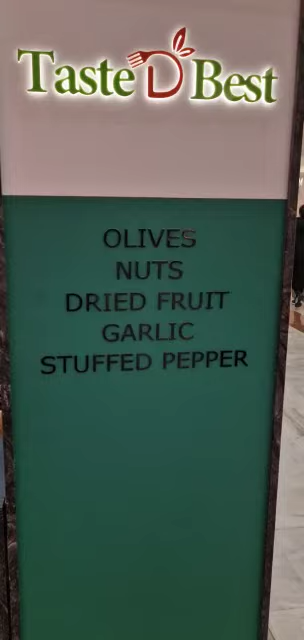 Taste D Best
OLIVES
NUTS
DRIED FRUIT
GARLIC
STUFFED PEPPER